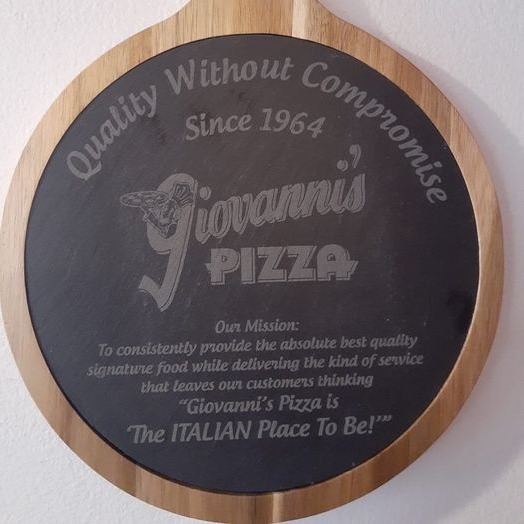 Quality Without Compromise
Since 1964
Giovanni's
PIZZA
Our Mission:
To consistently provide the absolute best quality
signature food while delivering the kind of service
that leaves our customers thinking
"Giovanni's Pizza is
'The ITALIAN Place To Be!'"